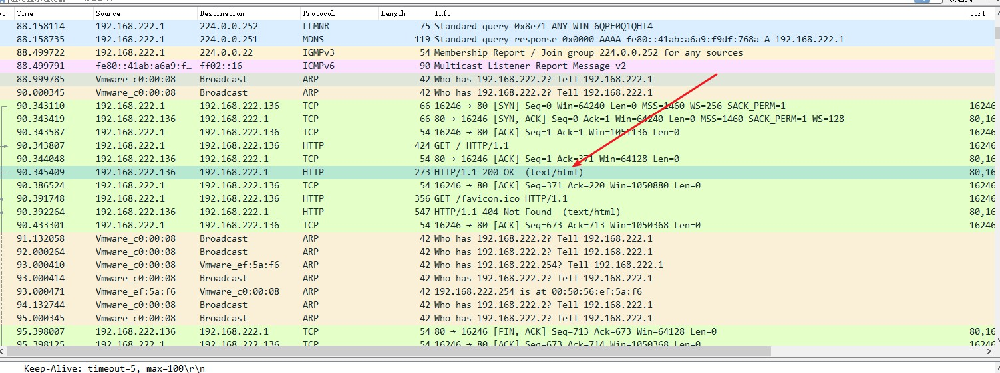 No. Time Source Destination Protocol Length Info port
88.158114 192.168.222.1 224.0.0.252 LLMNR 75 Standard query 0x8e71 ANY WIN-6QPE0Q1QHT4
88.158735 192.168.222.1 224.0.0.251 MDNS 119 Standard query response 0x0000 AAAA fe80::41ab:a6a9:f9df:768a A 192.168.222.1
88.499722 192.168.222.1 224.0.0.22 IGMPv3 54 Membership Report / Join group 224.0.0.252 for any sources
88.499791 fe80::41ab:a6a9:f… ff02::16 ICMPv6 90 Multicast Listener Report Message v2
88.999785 Vmware_c0:00:08 Broadcast ARP 42 Who has 192.168.222.2? Tell 192.168.222.1
90.000345 Vmware_c0:00:08 Broadcast ARP 42 Who has 192.168.222.2? Tell 192.168.222.1
90.343110 192.168.222.1 192.168.222.136 TCP 66 16246 → 80 [SYN] Seq=0 Win=64240 Len=0 MSS=1460 WS=256 SACK_PERM=1 16246
90.343419 192.168.222.136 192.168.222.1 TCP 66 80 → 16246 [SYN, ACK] Seq=0 Ack=1 Win=64240 Len=0 MSS=1460 SACK_PERM=1 WS=128 80,16
90.343587 192.168.222.1 192.168.222.136 TCP 54 16246 → 80 [ACK] Seq=1 Ack=1 Win=1051136 Len=0 16246
90.343807 192.168.222.1 192.168.222.136 HTTP 424 GET / HTTP/1.1 16246
90.344048 192.168.222.136 192.168.222.1 TCP 54 80 → 16246 [ACK] Seq=1 Ack=371 Win=64128 Len=0 80,16
90.345409 192.168.222.136 192.168.222.1 HTTP 273 HTTP/1.1 200 OK (text/html) 80,16
90.386524 192.168.222.1 192.168.222.136 TCP 54 16246 → 80 [ACK] Seq=371 Ack=220 Win=1050880 Len=0 16246
90.391748 192.168.222.1 192.168.222.136 HTTP 356 GET /favicon.ico HTTP/1.1 16246
90.392264 192.168.222.136 192.168.222.1 HTTP 547 HTTP/1.1 404 Not Found (text/html) 80,16
90.433301 192.168.222.1 192.168.222.136 TCP 54 16246 → 80 [ACK] Seq=673 Ack=713 Win=1050368 Len=0 16246
91.132058 Vmware_c0:00:08 Broadcast ARP 42 Who has 192.168.222.2? Tell 192.168.222.1
92.000264 Vmware_c0:00:08 Broadcast ARP 42 Who has 192.168.222.2? Tell 192.168.222.1
93.000410 Vmware_c0:00:08 Vmware_ef:5a:f6 ARP 42 Who has 192.168.222.254? Tell 192.168.222.1
93.000414 Vmware_c0:00:08 Broadcast ARP 42 Who has 192.168.222.2? Tell 192.168.222.1
93.000471 Vmware_ef:5a:f6 Vmware_c0:00:08 ARP 42 192.168.222.254 is at 00:50:56:ef:5a:f6
94.132744 Vmware_c0:00:08 Broadcast ARP 42 Who has 192.168.222.2? Tell 192.168.222.1
95.000345 Vmware_c0:00:08 Broadcast ARP 42 Who has 192.168.222.2? Tell 192.168.222.1
95.398007 192.168.222.136 192.168.222.1 TCP 54 80 → 16246 [FIN, ACK] Seq=713 Ack=673 Win=64128 Len=0 80,16
95.398125 192.168.222.1 192.168.222.136 TCP 54 16246 → 80 [ACK] Seq=673 Ack=714 Win=1050368 Len=0 16246
Keep-Alive: timeout=5, max=100\r\n